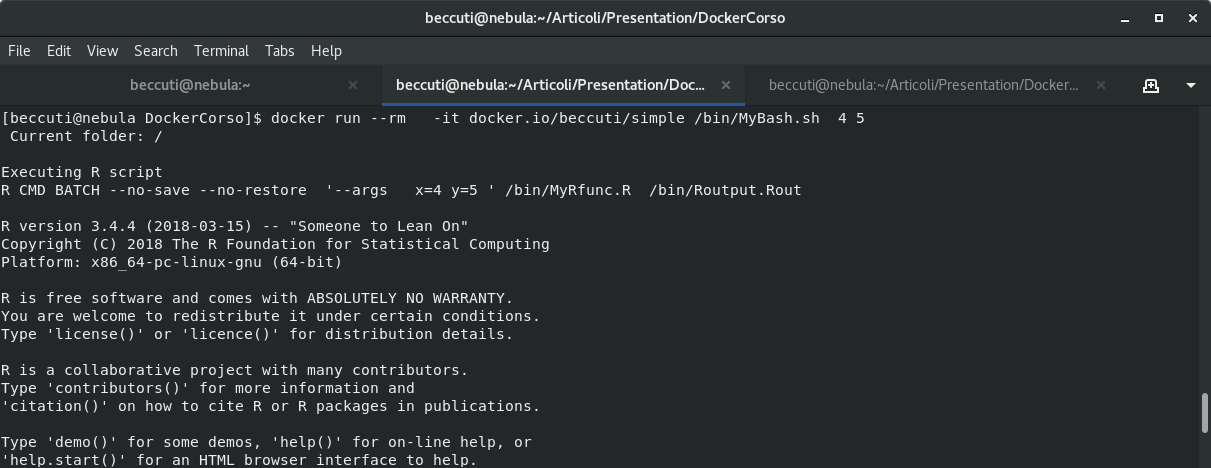 beccuti@nebula:~/Articoli/Presentation/DockerCorso
File Edit View Search Terminal Tabs Help
beccuti@nebula:~ beccuti@nebula:~/Articoli/Presentation/Doc... beccuti@nebula:~/Articoli/Presentation/Docker...
[beccuti@nebula DockerCorso]$ docker run --rm   -it docker.io/beccuti/simple /bin/MyBash.sh  4 5
 Current folder: /
Executing R script
R CMD BATCH --no-save --no-restore  '--args   x=4 y=5 ' /bin/MyRfunc.R  /bin/Routput.Rout
R version 3.4.4 (2018-03-15) -- "Someone to Lean On"
Copyright (C) 2018 The R Foundation for Statistical Computing
Platform: x86_64-pc-linux-gnu (64-bit)
R is free software and comes with ABSOLUTELY NO WARRANTY.
You are welcome to redistribute it under certain conditions.
Type 'license()' or 'licence()' for distribution details.
R is a collaborative project with many contributors.
Type 'contributors()' for more information and
'citation()' on how to cite R or R packages in publications.
Type 'demo()' for some demos, 'help()' for on-line help, or
'help.start()' for an HTML browser interface to help.